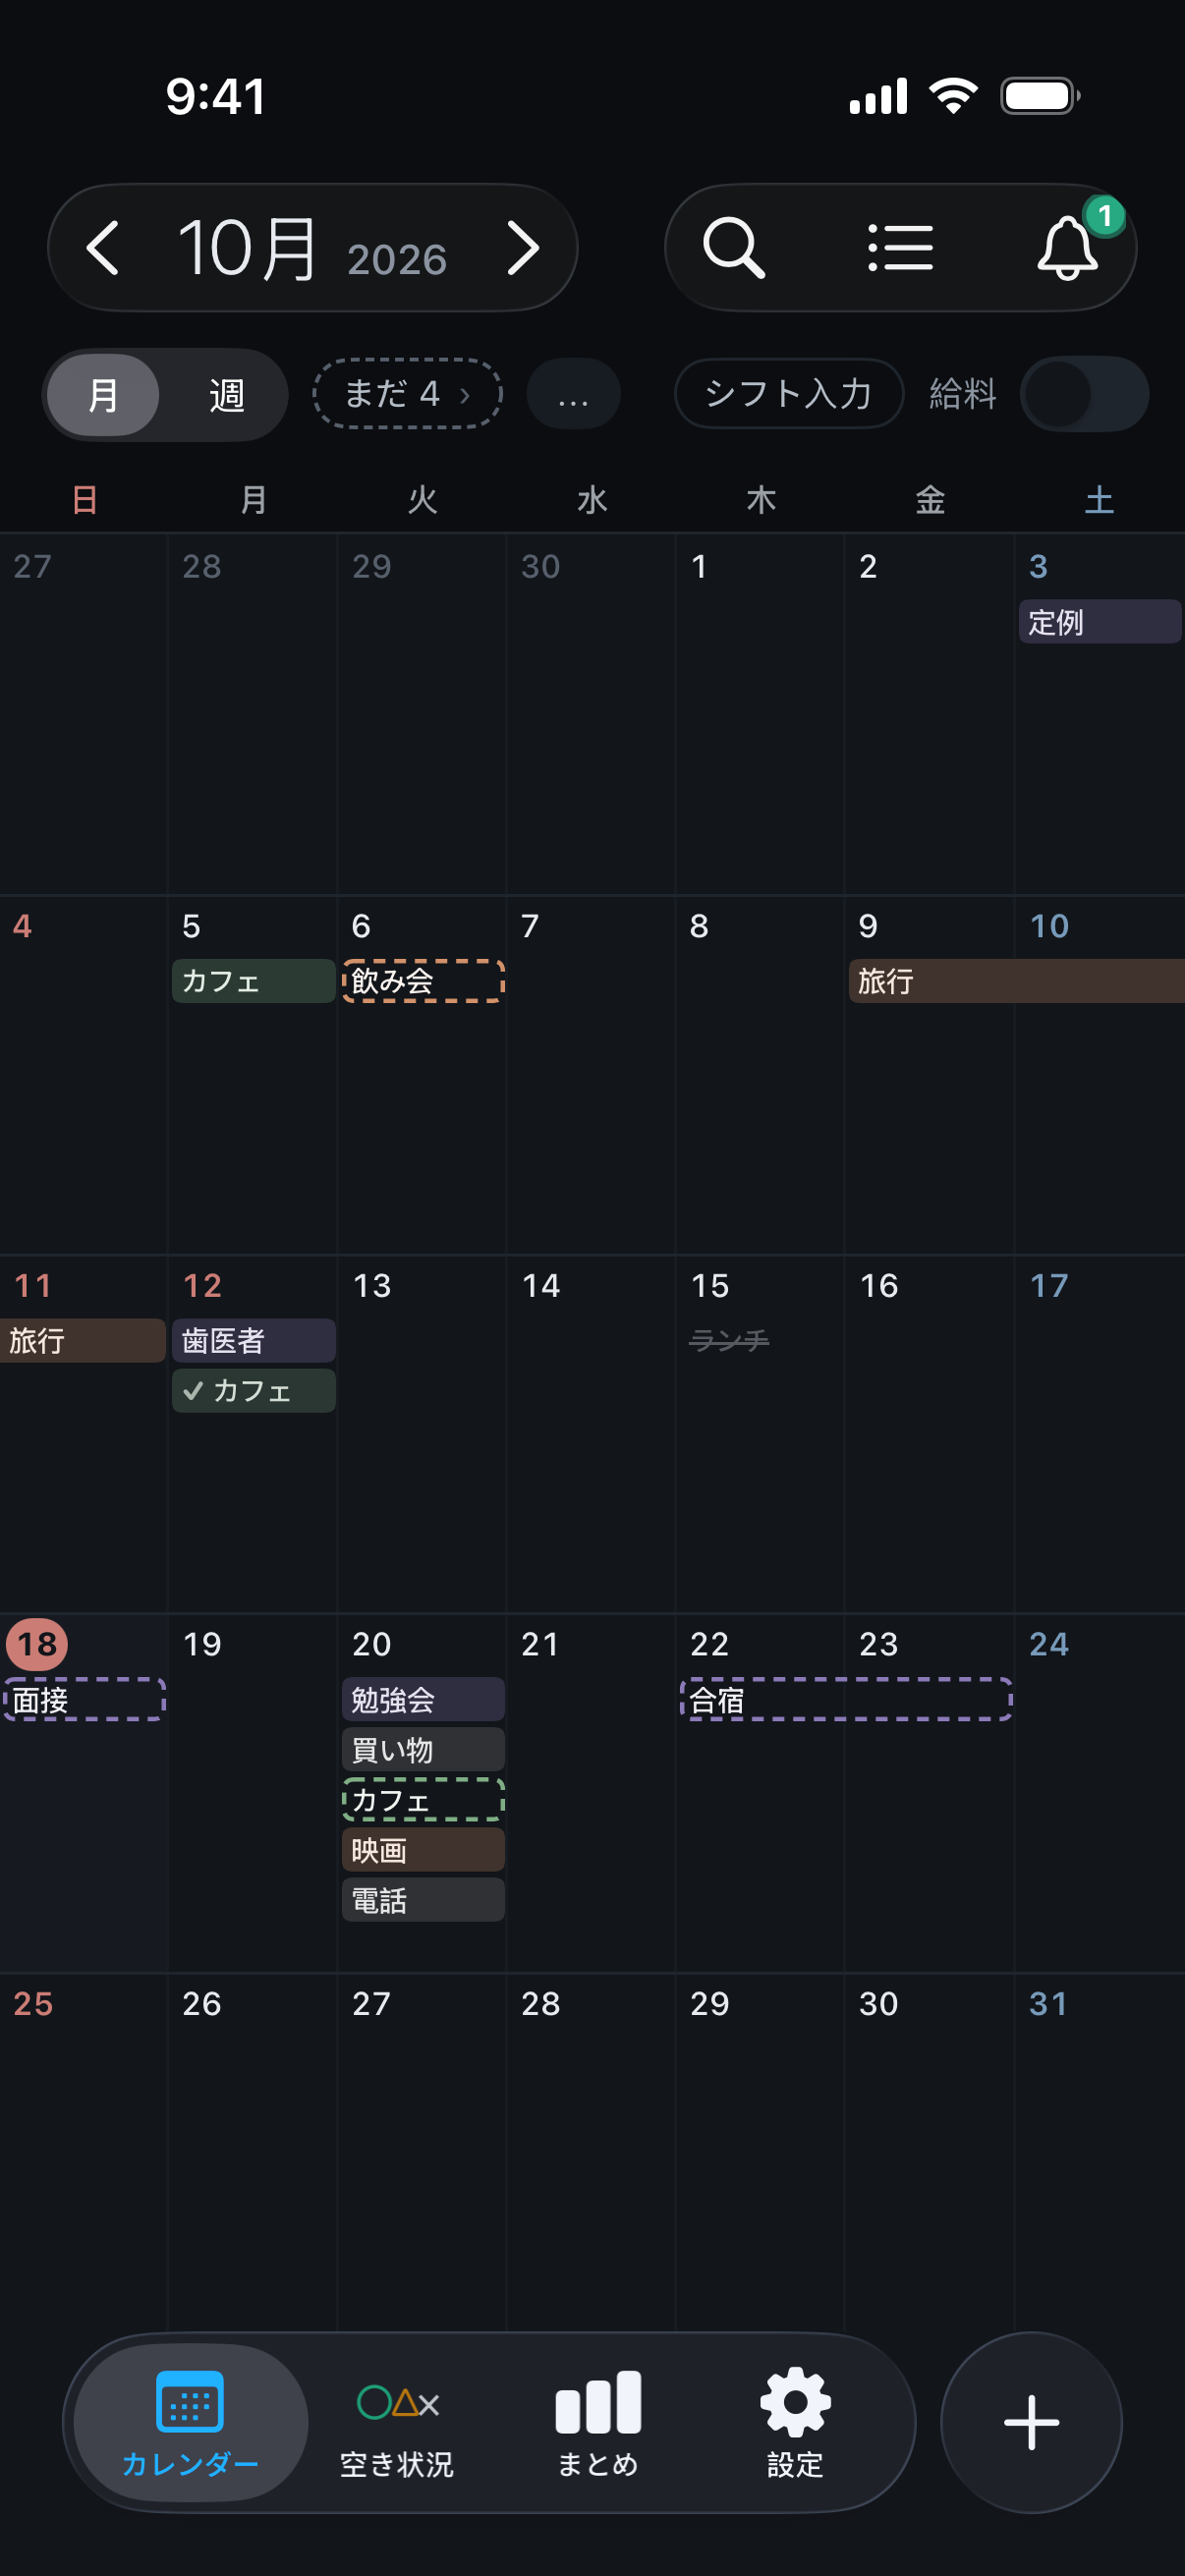 9:41
10月 2026
1
月 週 まだ 4 › ... シフト入力 給料
日 月 火 水 木 金 土
27 28 29 30 1 2 3
定例
4 5 6 7 8 9 10
カフェ 飲み会 旅行
11 12 13 14 15 16 17
旅行 歯医者 ランチ
✓ カフェ
18 19 20 21 22 23 24
面接 勉強会 合宿
買い物
カフェ
映画
電話
25 26 27 28 29 30 31
○△×
カレンダー 空き状況 まとめ 設定